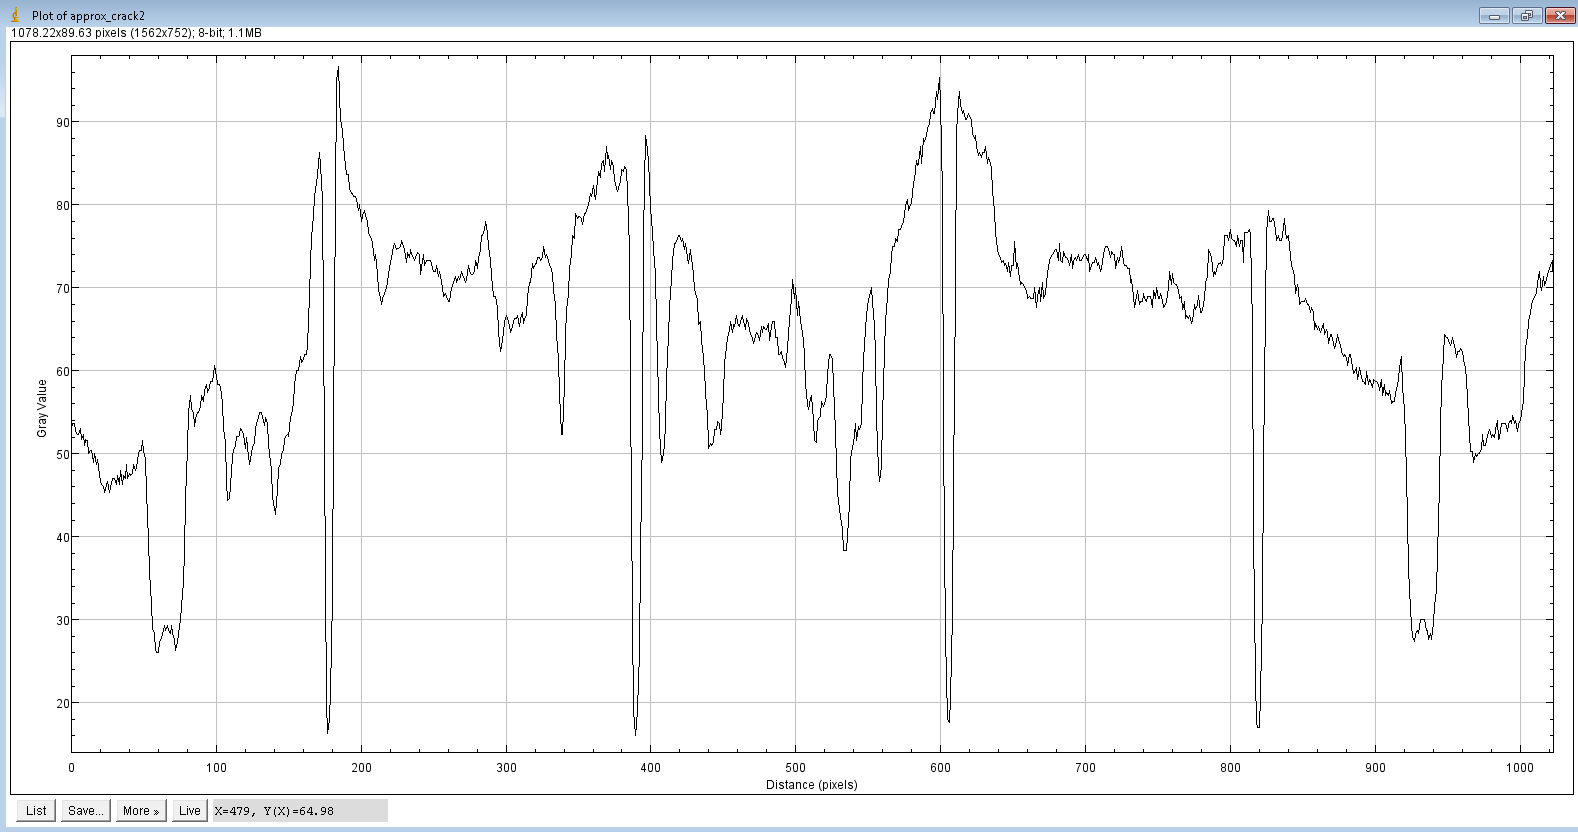 Plot of approx_crack2
1078.22x89.63 pixels (1562x752); 8-bit; 1.1MB
90
80
70
60
50
40
30
20
Gray Value
0 100 200 300 400 500 600 700 800 900 1000
Distance (pixels)
List Save... More » Live X=479, Y(X)=64.98